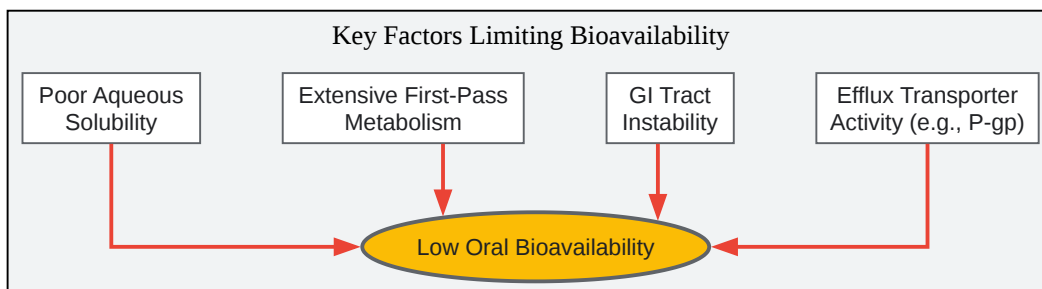 Key Factors Limiting Bioavailability
Poor Aqueous
Solubility
Extensive First-Pass
Metabolism
GI Tract
Instability
Efflux Transporter
Activity (e.g., P-gp)
Low Oral Bioavailability